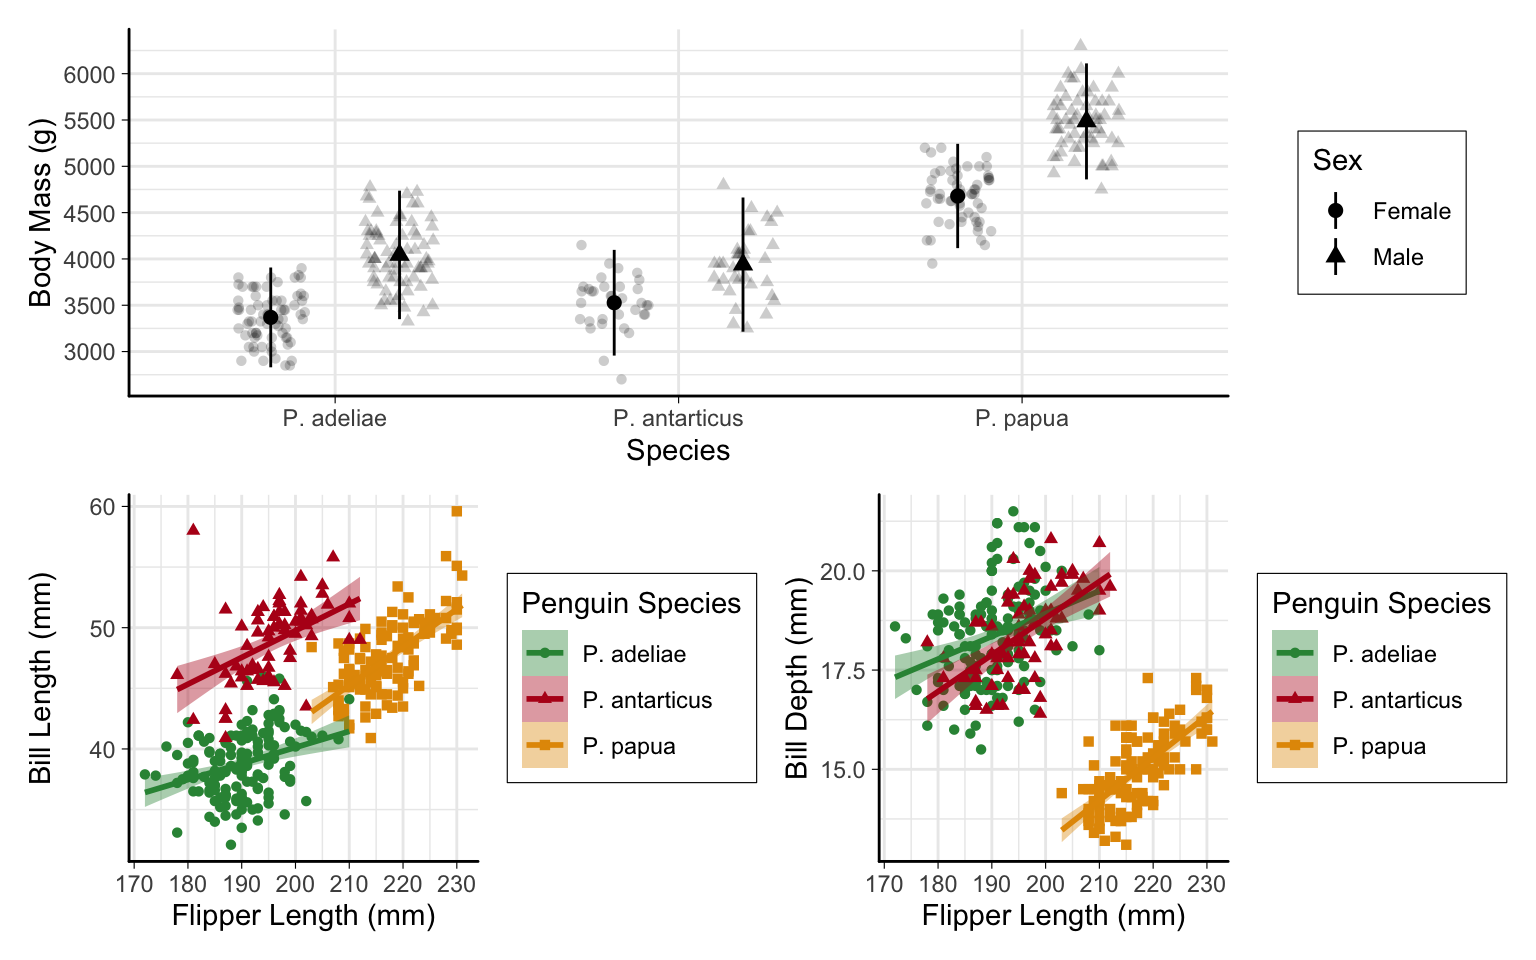 Body Mass (g)
6000
5500
5000
4500
4000
3500
3000
P. adeliae P. antarticus P. papua
Species
Sex
Female
Male
Bill Length (mm)
60
50
40
170 180 190 200 210 220 230
Flipper Length (mm)
Penguin Species
P. adeliae
P. antarticus
P. papua
Bill Depth (mm)
20.0
17.5
15.0
170 180 190 200 210 220 230
Flipper Length (mm)
Penguin Species
P. adeliae
P. antarticus
P. papua